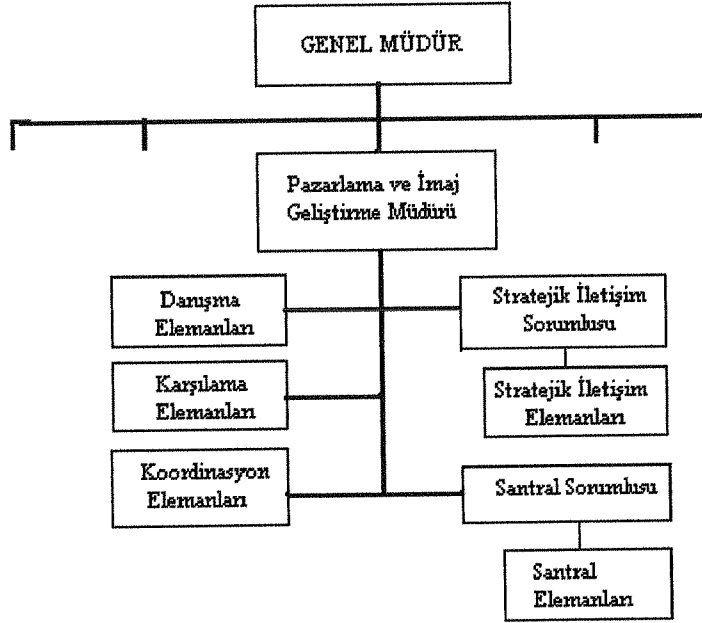 GENEL MÜDÜR
Pazarlama ve İmaj
Geliştirme Müdürü
Danışma
Elemanları
Stratejik İletişim
Sorumlusu
Karşılama
Elemanları
Stratejik İletişim
Elemanları
Koordinasyon
Elemanları
Santral Sorumlusu
Santral
Elemanları